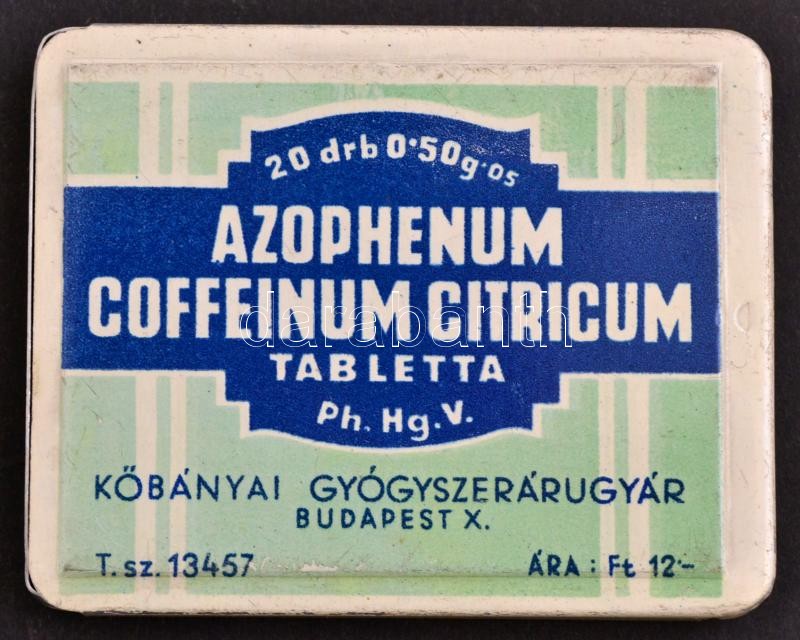 20 drb 0·50g·os
AZOPHENUM
COFFEINUM CITRICUM
darabanth
TABLETTA
Ph. Hg. V.
KŐBÁNYAI GYÓGYSZERÁRUGYÁR
BUDAPEST X.
T. sz. 13457 ÁRA: Ft 12·-